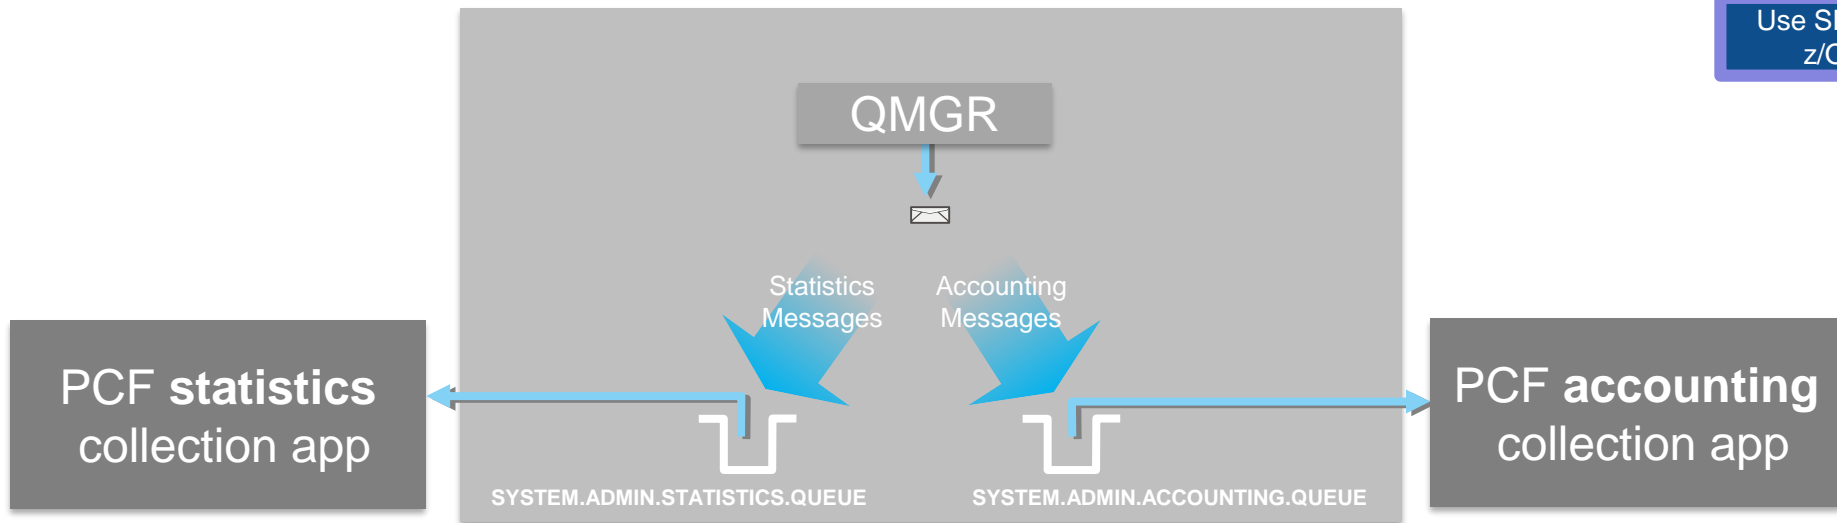 Use
QMGR
Statistics
Messages
Accounting
Messages
PCF statistics
collection app
PCF accounting
collection app
SYSTEM.ADMIN.STATISTICS.QUEUE
SYSTEM.ADMIN.ACCOUNTING.QUEUE